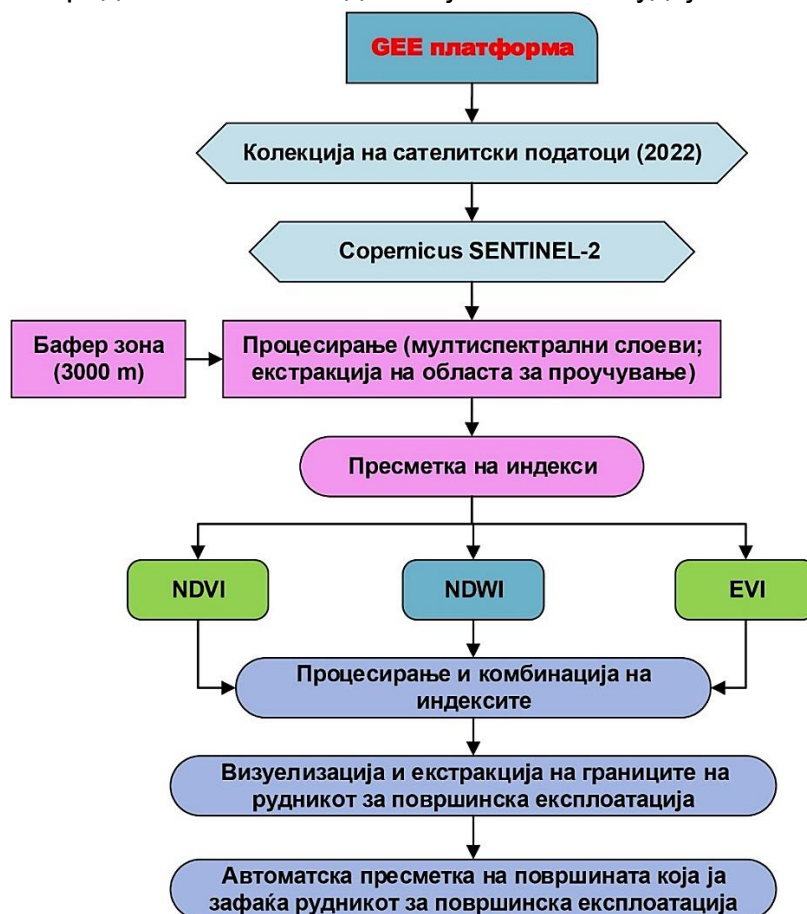 GEE платформа
Колекција на сателитски податоци (2022)
Copernicus SENTINEL-2
Бафер зона
(3000 m)
Процесирање (мултиспектрални слоеви;
екстракција на областа за проучување)
Пресметка на индекси
NDVI
NDWI
EVI
Процесирање и комбинација на
индексите
Визуелизација и екстракција на границите на
рудникот за површинска експлоатација
Автоматска пресметка на површината која ја
зафаќа рудникот за површинска експлоатација